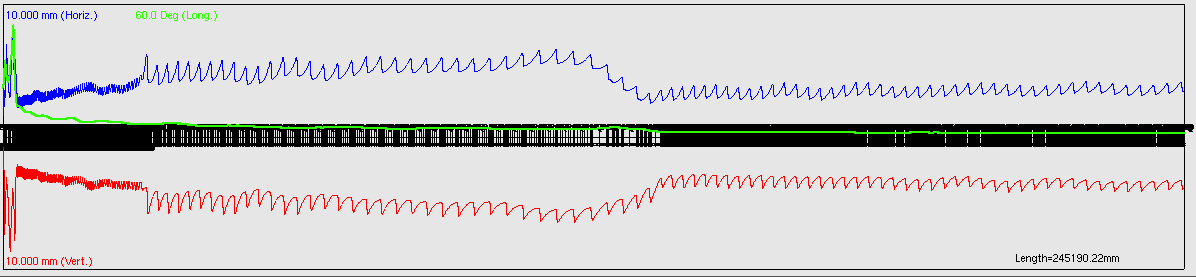 10.000 mm (Horiz.) 60.0 Deg (Long.)
10.000 mm (Vert.)
Length=245190.22mm